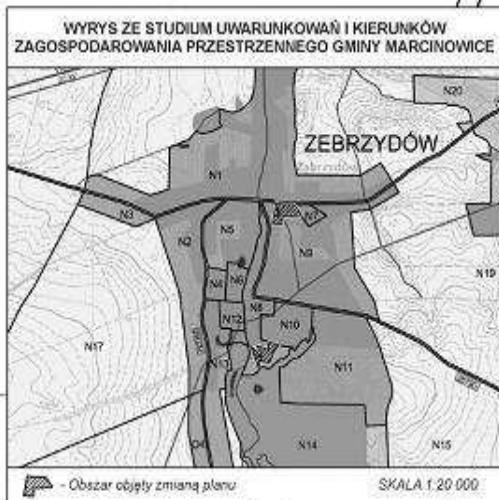 WYRYS ZE STUDIUM UWARUNKOWAŃ I KIERUNKÓW
ZAGOSPODAROWANIA PRZESTRZENNEGO GMINY MARCINOWICE
N20
ZEBRZYDÓW
Zebrzydów
N1
N3
N7
N2
N5
N9
N4
N6
N19
N8
N12
N10
N17
N11
N14
N15
- Obszar objęty zmianą planu
SKALA 1:20 000